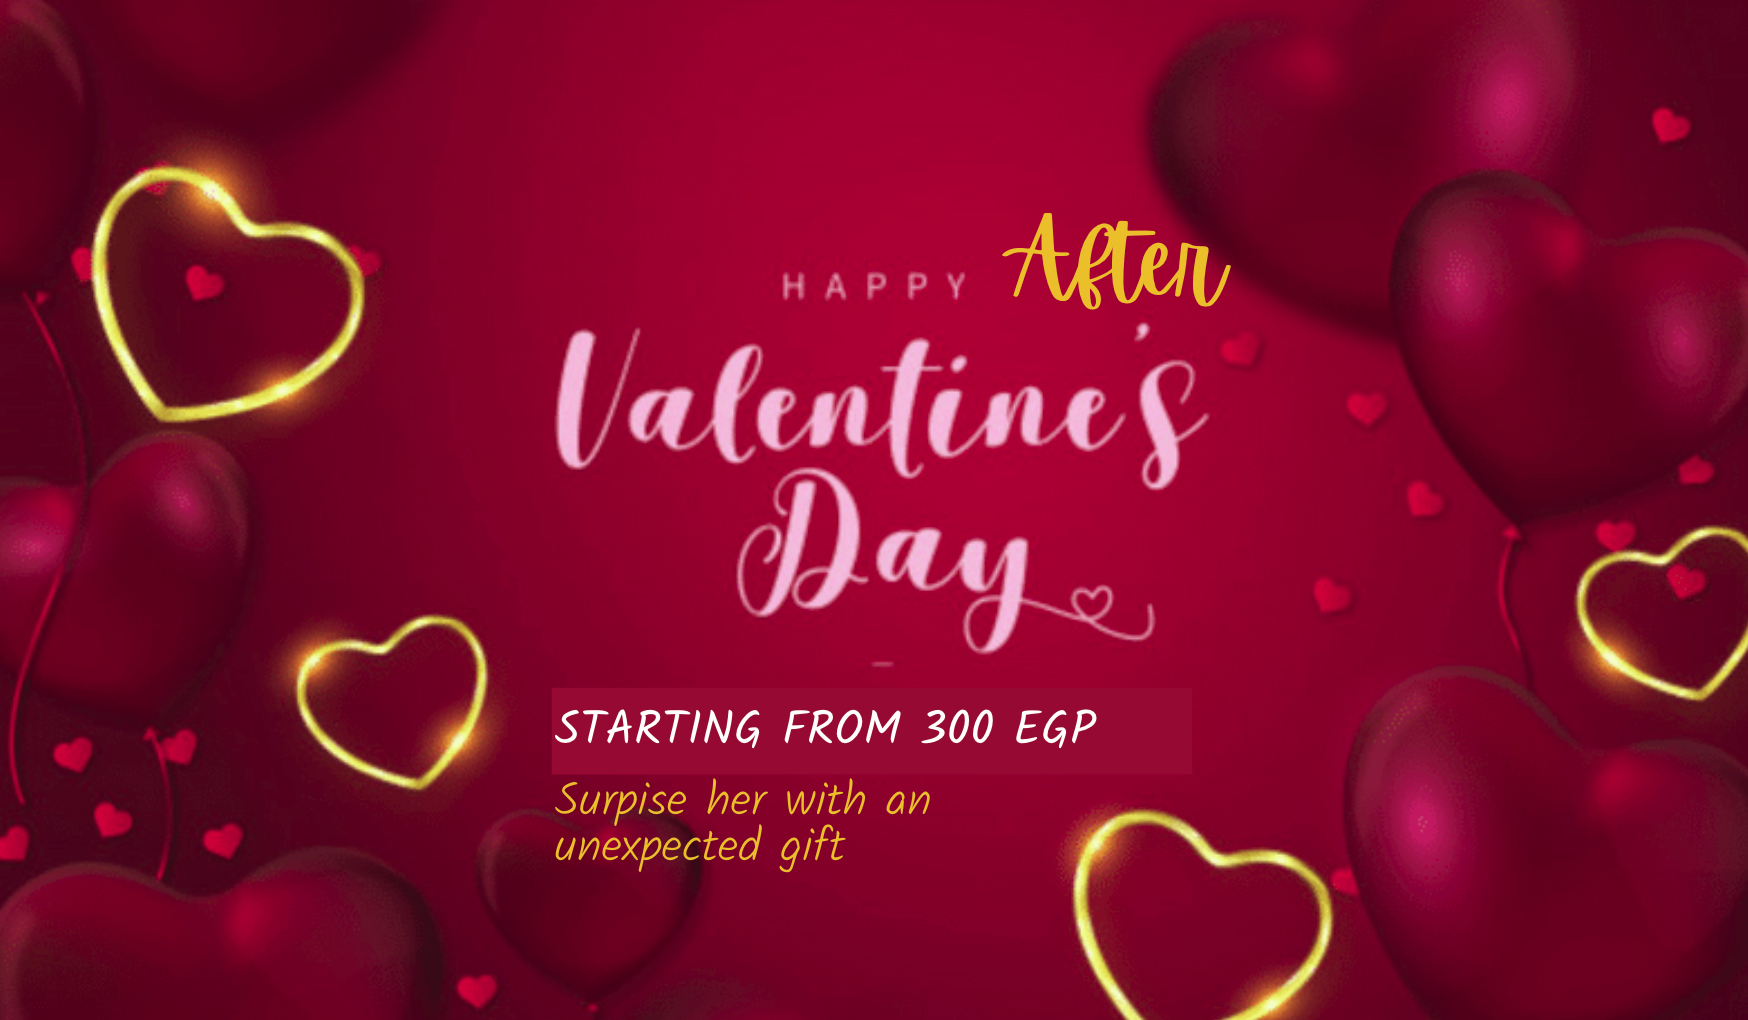 HAPPY After
Valentine's
Day
STARTING FROM 300 EGP
Surpise her with an
unexpected gift